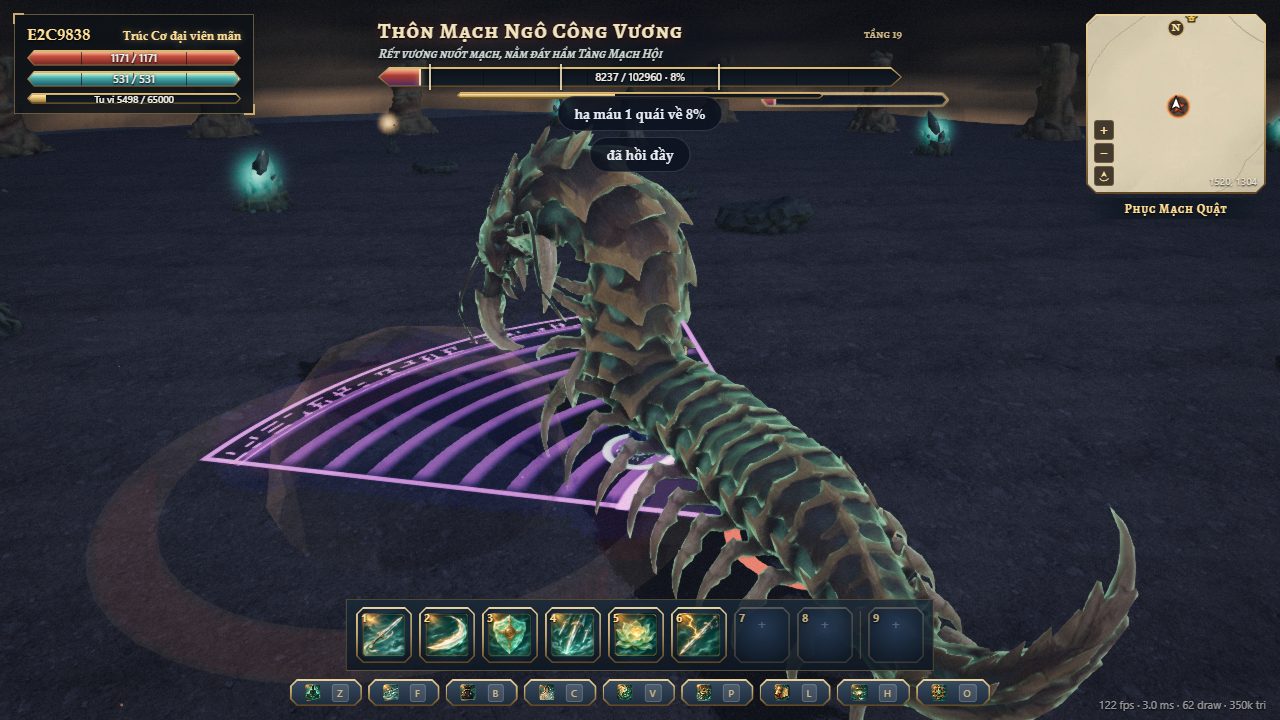 E2C9838 Trúc Cơ đại viên mãn
1171 / 1171
531 / 531
Tu vi 5498 / 65000
Thôn Mạch Ngô Công Vương
Rết vương nuốt mạch, nằm đáy hầm Tàng Mạch Hội
Tầng 19
8237 / 102960 · 8%
hạ máu 1 quái về 8%
đã hồi đầy
N
+
−
1520, 1304
Phục Mạch Quật
1 2 3 4 5 6 7 + 8 + 9 +
Z F B C V P L H O
122 fps · 3.0 ms · 62 draw · 350k tri